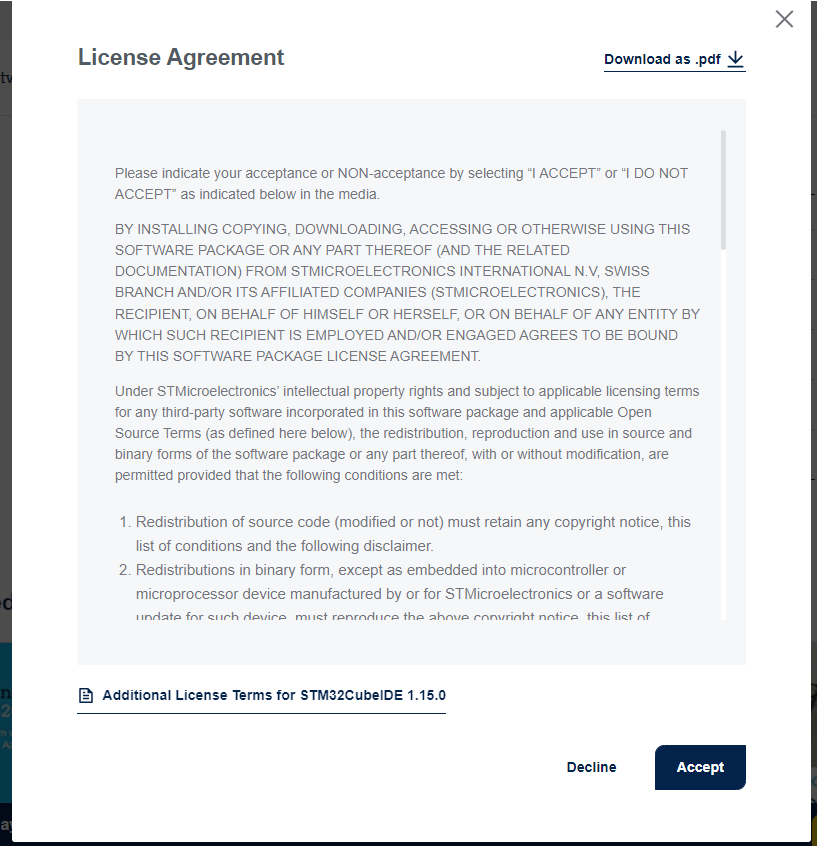 License Agreement
Download as .pdf
Please indicate your acceptance or NON-acceptance by selecting “I ACCEPT” or “I DO NOT
ACCEPT” as indicated below in the media.
BY INSTALLING COPYING, DOWNLOADING, ACCESSING OR OTHERWISE USING THIS
SOFTWARE PACKAGE OR ANY PART THEREOF (AND THE RELATED
DOCUMENTATION) FROM STMICROELECTRONICS INTERNATIONAL N.V, SWISS
BRANCH AND/OR ITS AFFILIATED COMPANIES (STMICROELECTRONICS), THE
RECIPIENT, ON BEHALF OF HIMSELF OR HERSELF, OR ON BEHALF OF ANY ENTITY BY
WHICH SUCH RECIPIENT IS EMPLOYED AND/OR ENGAGED AGREES TO BE BOUND
BY THIS SOFTWARE PACKAGE LICENSE AGREEMENT.
Under STMicroelectronics’ intellectual property rights and subject to applicable licensing terms
for any third-party software incorporated in this software package and applicable Open
Source Terms (as defined here below), the redistribution, reproduction and use in source and
binary forms of the software package or any part thereof, with or without modification, are
permitted provided that the following conditions are met:
1. Redistribution of source code (modified or not) must retain any copyright notice, this
list of conditions and the following disclaimer.
2. Redistributions in binary form, except as embedded into microcontroller or
microprocessor device manufactured by or for STMicroelectronics or a software
update for such device, must reproduce the above copyright notice, this list of
Additional License Terms for STM32CubeIDE 1.15.0
Decline
Accept